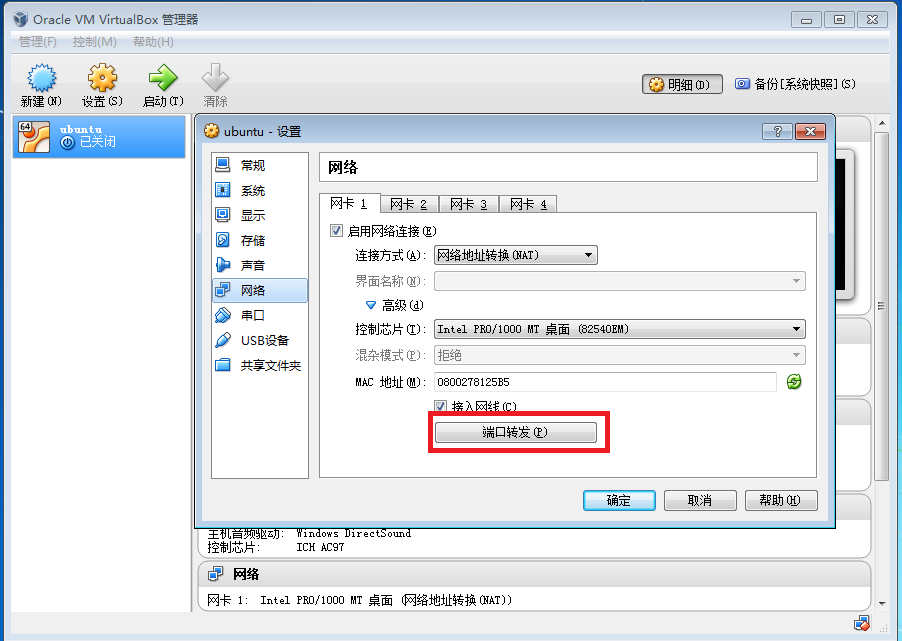 Oracle VM VirtualBox 管理器
管理(F) 控制(M) 帮助(H)
新建(N) 设置(S) 启动(T) 清除 明细(D) 备份[系统快照](S)
64 ubuntu
已关闭
ubuntu - 设置
常规
系统
显示
存储
声音
网络
串口
USB设备
共享文件夹
网络
网卡 1 网卡 2 网卡 3 网卡 4
启用网络连接(E)
连接方式(A): 网络地址转换(NAT)
界面名称(N):
高级(d)
控制芯片(T): Intel PRO/1000 MT 桌面 (82540EM)
混杂模式(P): 拒绝
MAC 地址(M): 0800278125B5
接入网线(C)
端口转发(P)
确定 取消 帮助(H)
主机音频驱动: Windows DirectSound
控制芯片: ICH AC97
网络
网卡 1: Intel PRO/1000 MT 桌面 (网络地址转换(NAT))